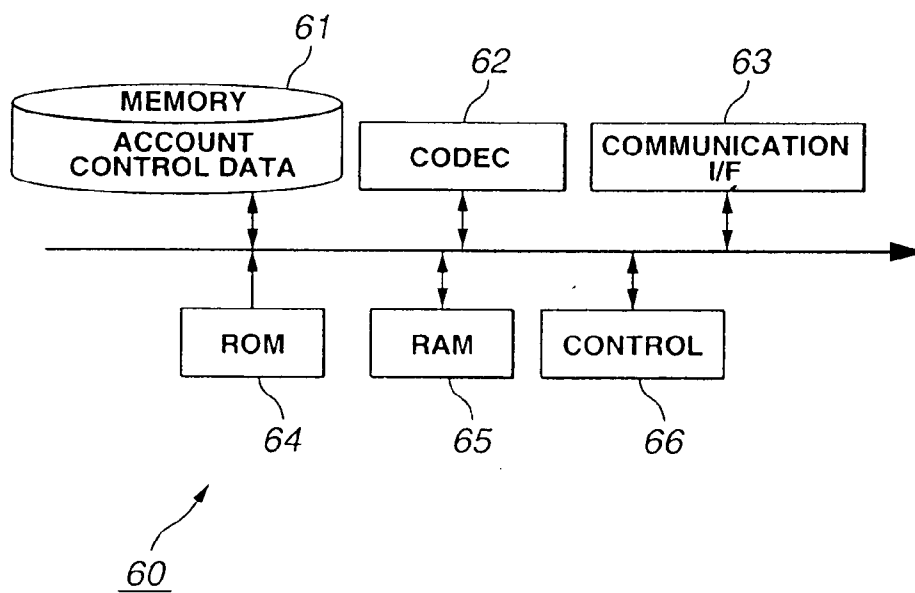 61
62
63
MEMORY
ACCOUNT
CONTROL DATA
CODEC
COMMUNICATION
I/F
ROM
RAM
CONTROL
64
65
66
60